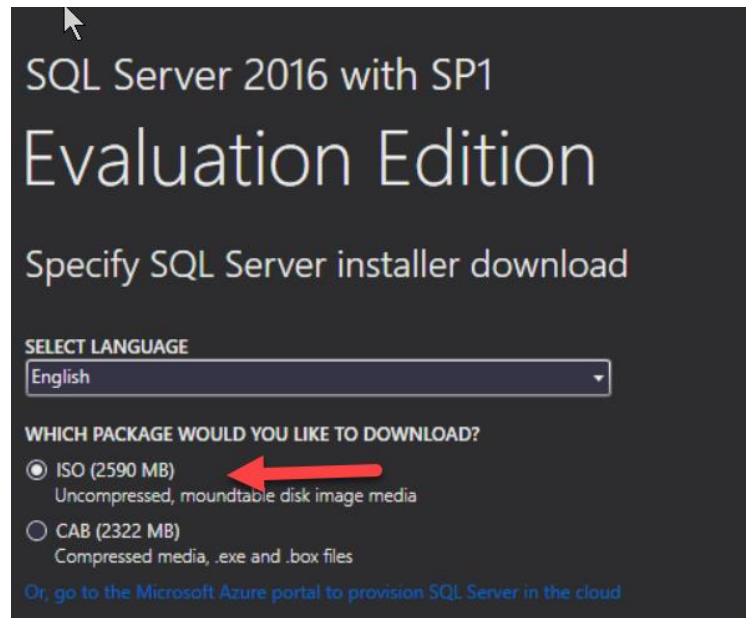 SQL Server 2016 with SP1
Evaluation Edition
Specify SQL Server installer download
SELECT LANGUAGE
English
WHICH PACKAGE WOULD YOU LIKE TO DOWNLOAD?
ISO (2590 MB)
Uncompressed, moundtable disk image media
CAB (2322 MB)
Compressed media, .exe and .box files
Or, go to the Microsoft Azure portal to provision SQL Server in the cloud